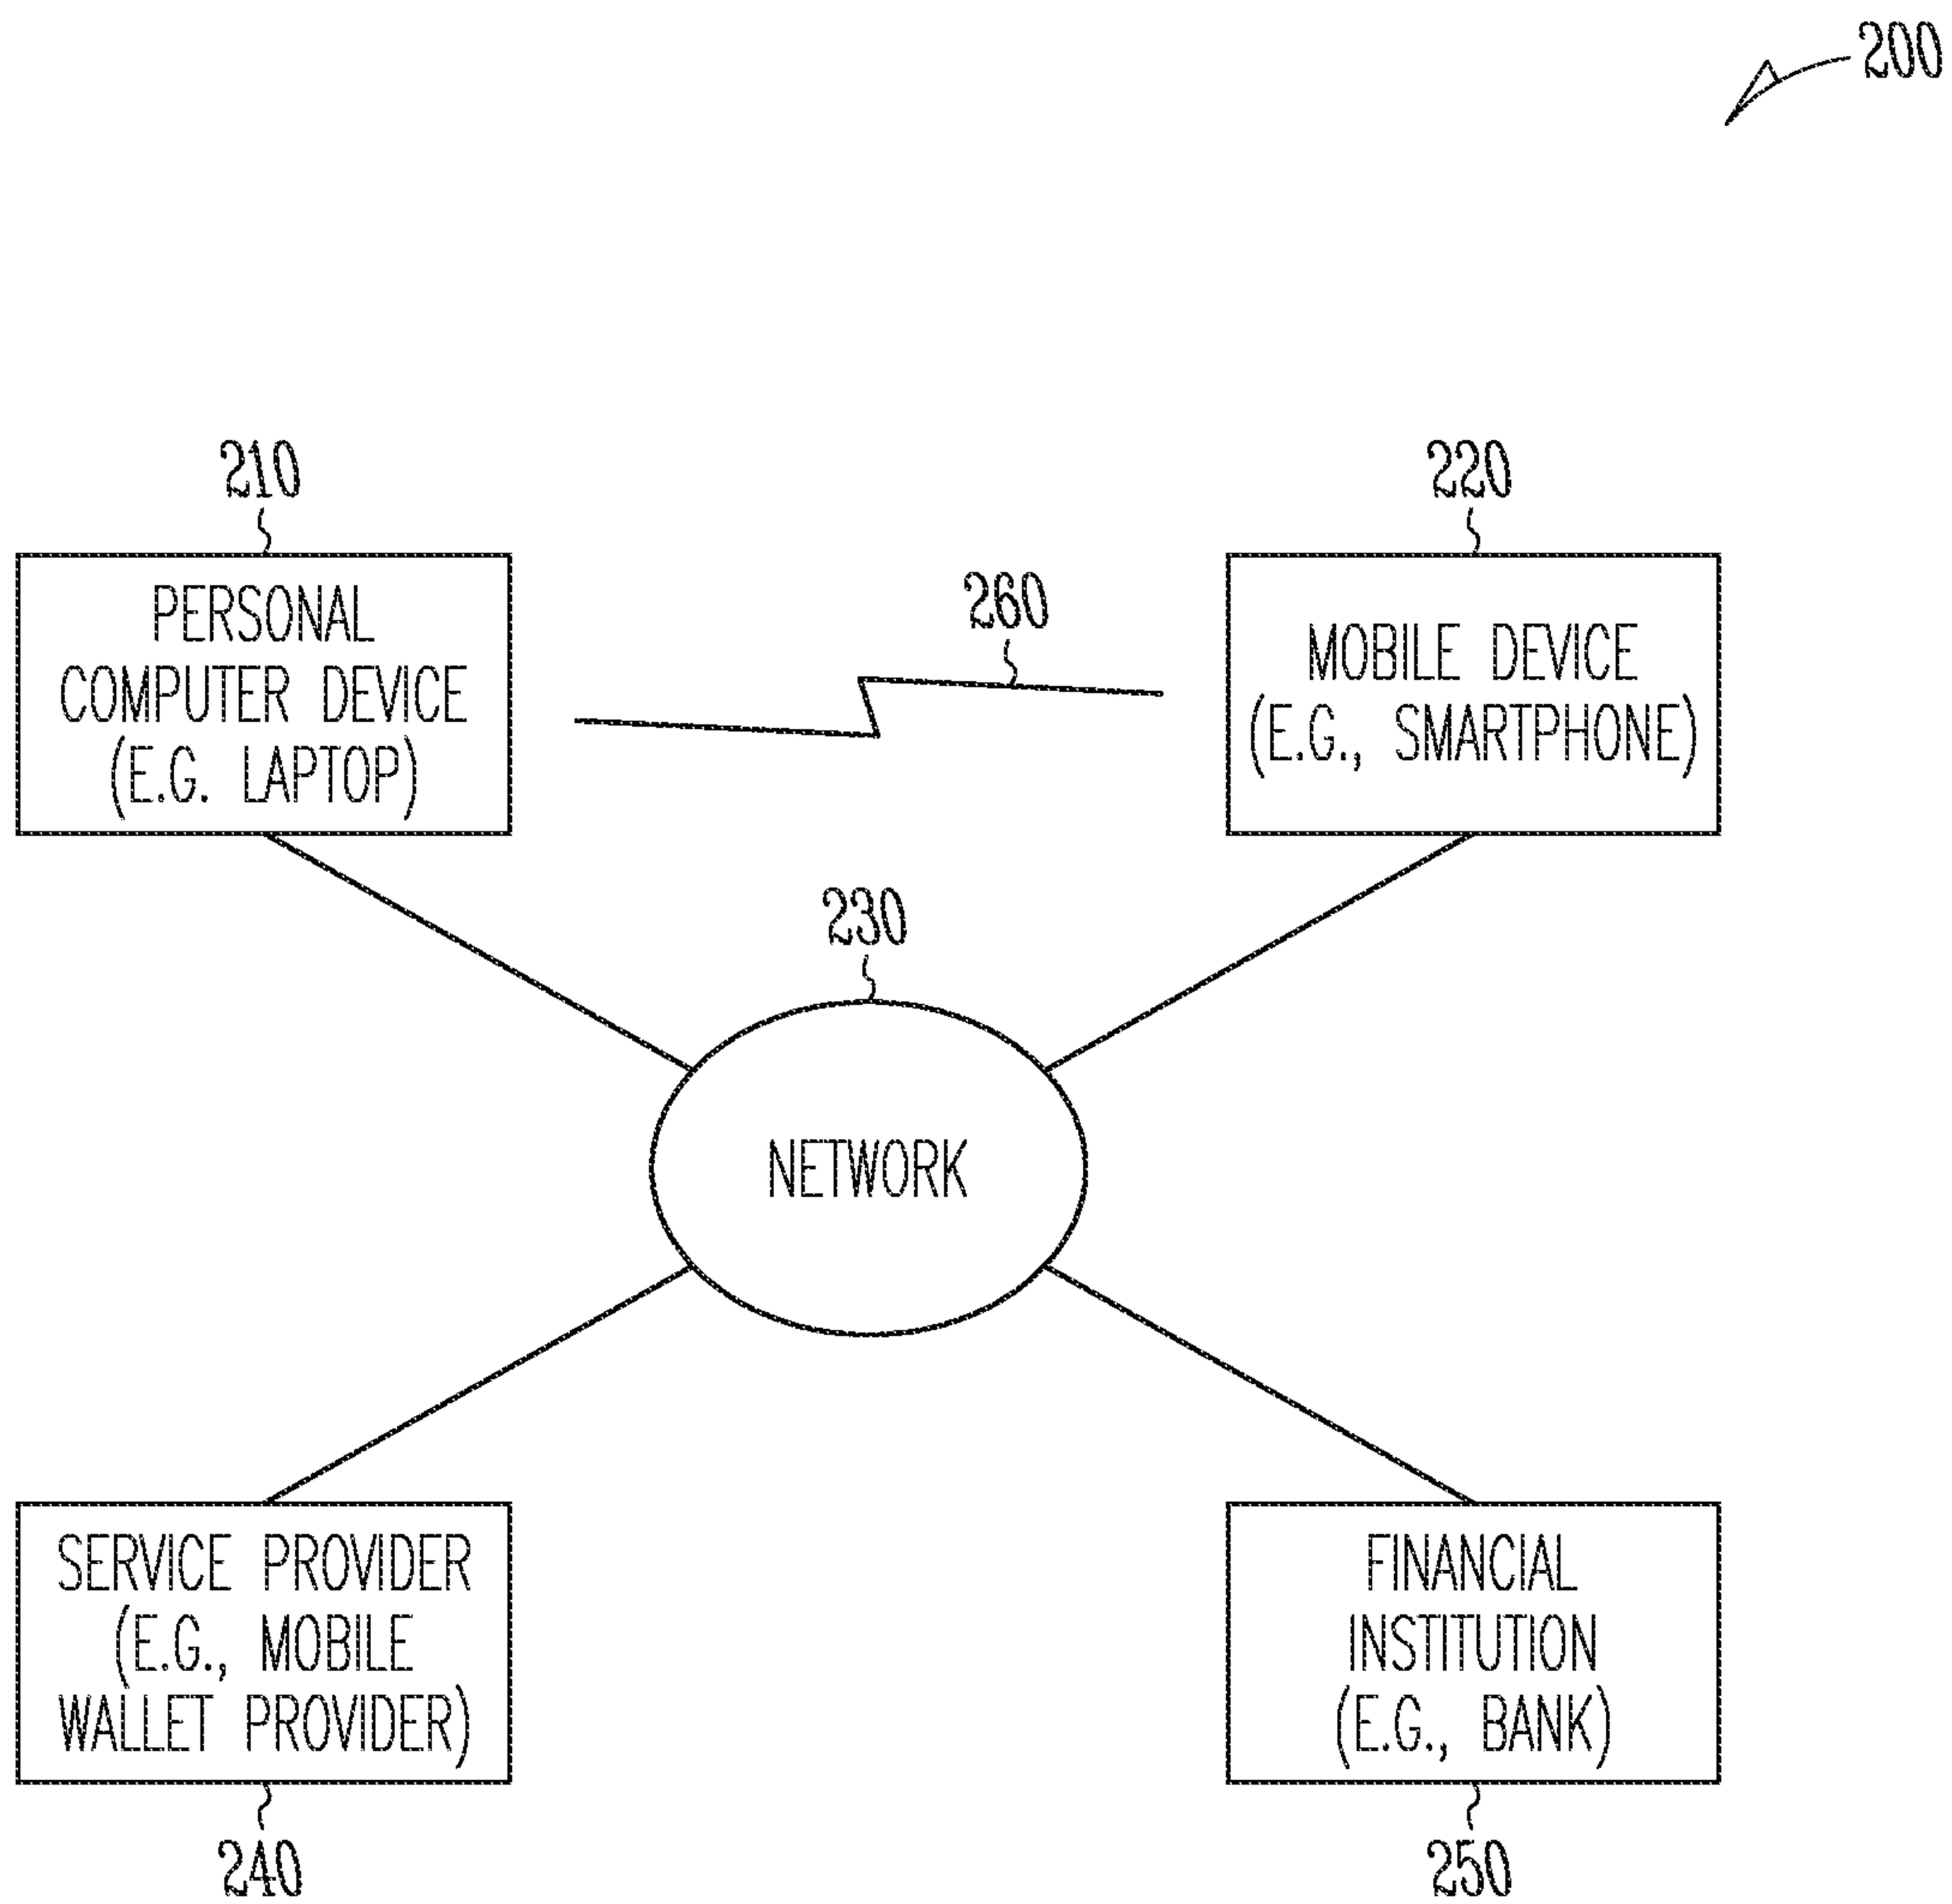 200
210
PERSONAL
COMPUTER DEVICE
(E.G. LAPTOP)
260
220
MOBILE DEVICE
(E.G., SMARTPHONE)
230
NETWORK
SERVICE PROVIDER
(E.G., MOBILE
WALLET PROVIDER)
240
FINANCIAL
INSTITUTION
(E.G., BANK)
250